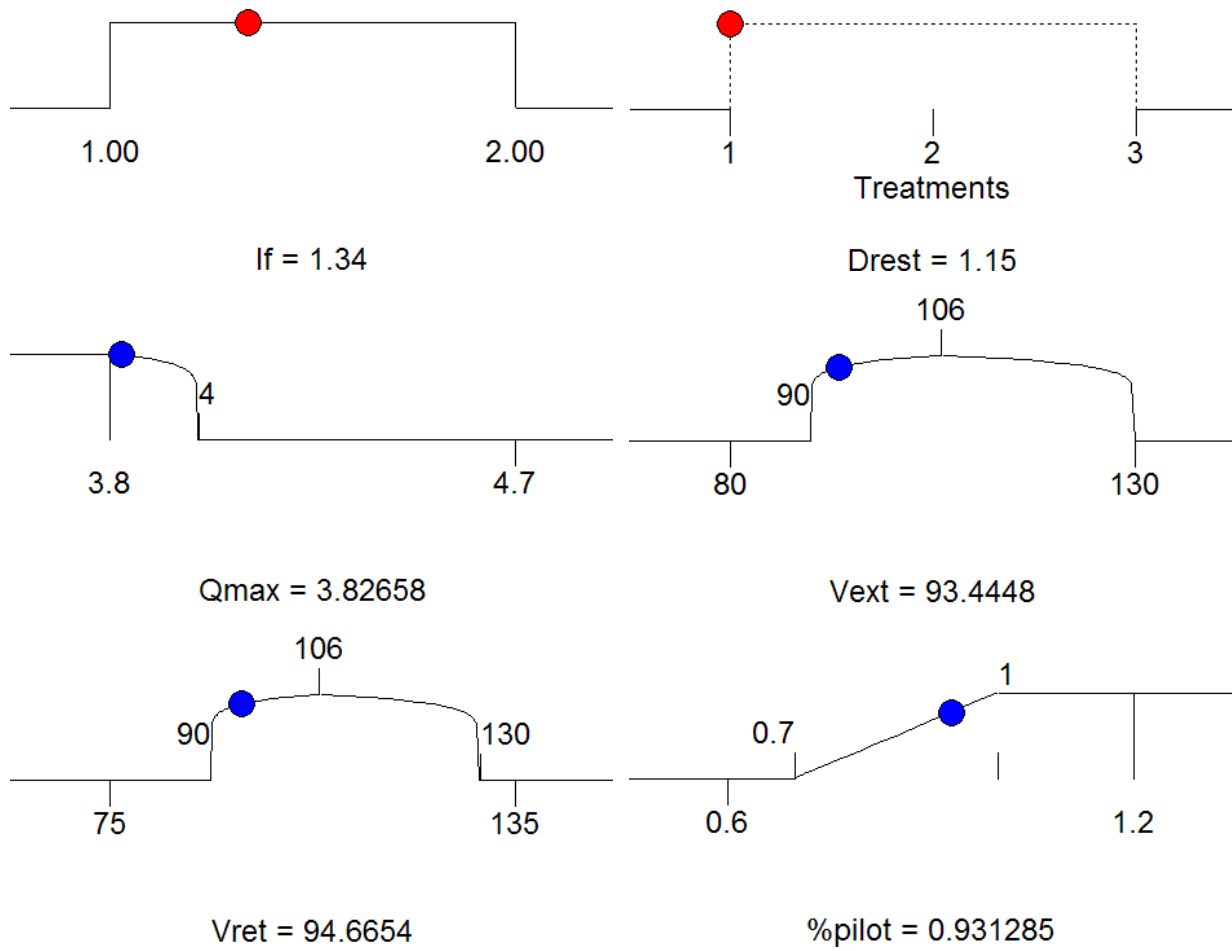 1.00 2.00
1 2 3
Treatments
If = 1.34
Drest = 1.15
4
3.8 4.7
106
90
80 130
Qmax = 3.82658
Vext = 93.4448
106
90 130
75 135
1
0.7
0.6 1.2
Vret = 94.6654
%pilot = 0.931285